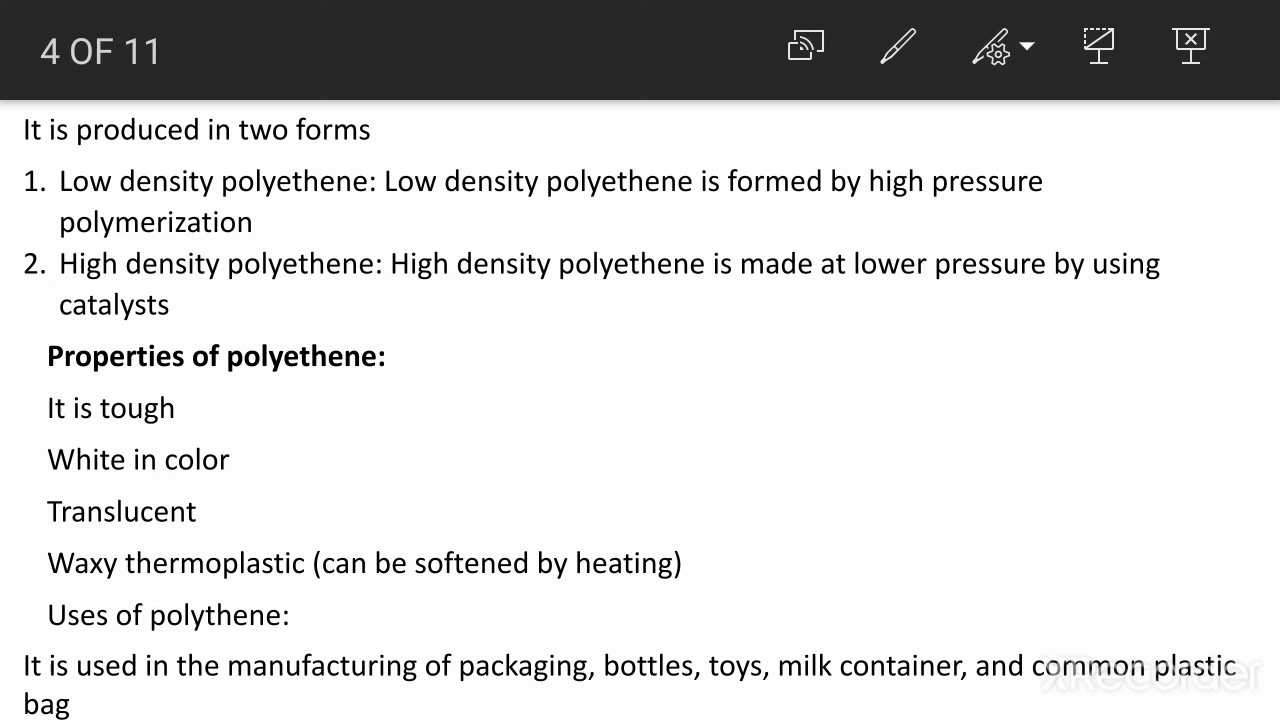 4 OF 11
It is produced in two forms
1. Low density polyethene: Low density polyethene is formed by high pressure
polymerization
2. High density polyethene: High density polyethene is made at lower pressure by using
catalysts
Properties of polyethene:
It is tough
White in color
Translucent
Waxy thermoplastic (can be softened by heating)
Uses of polythene:
It is used in the manufacturing of packaging, bottles, toys, milk container, and common plastic
bag
XRecorder